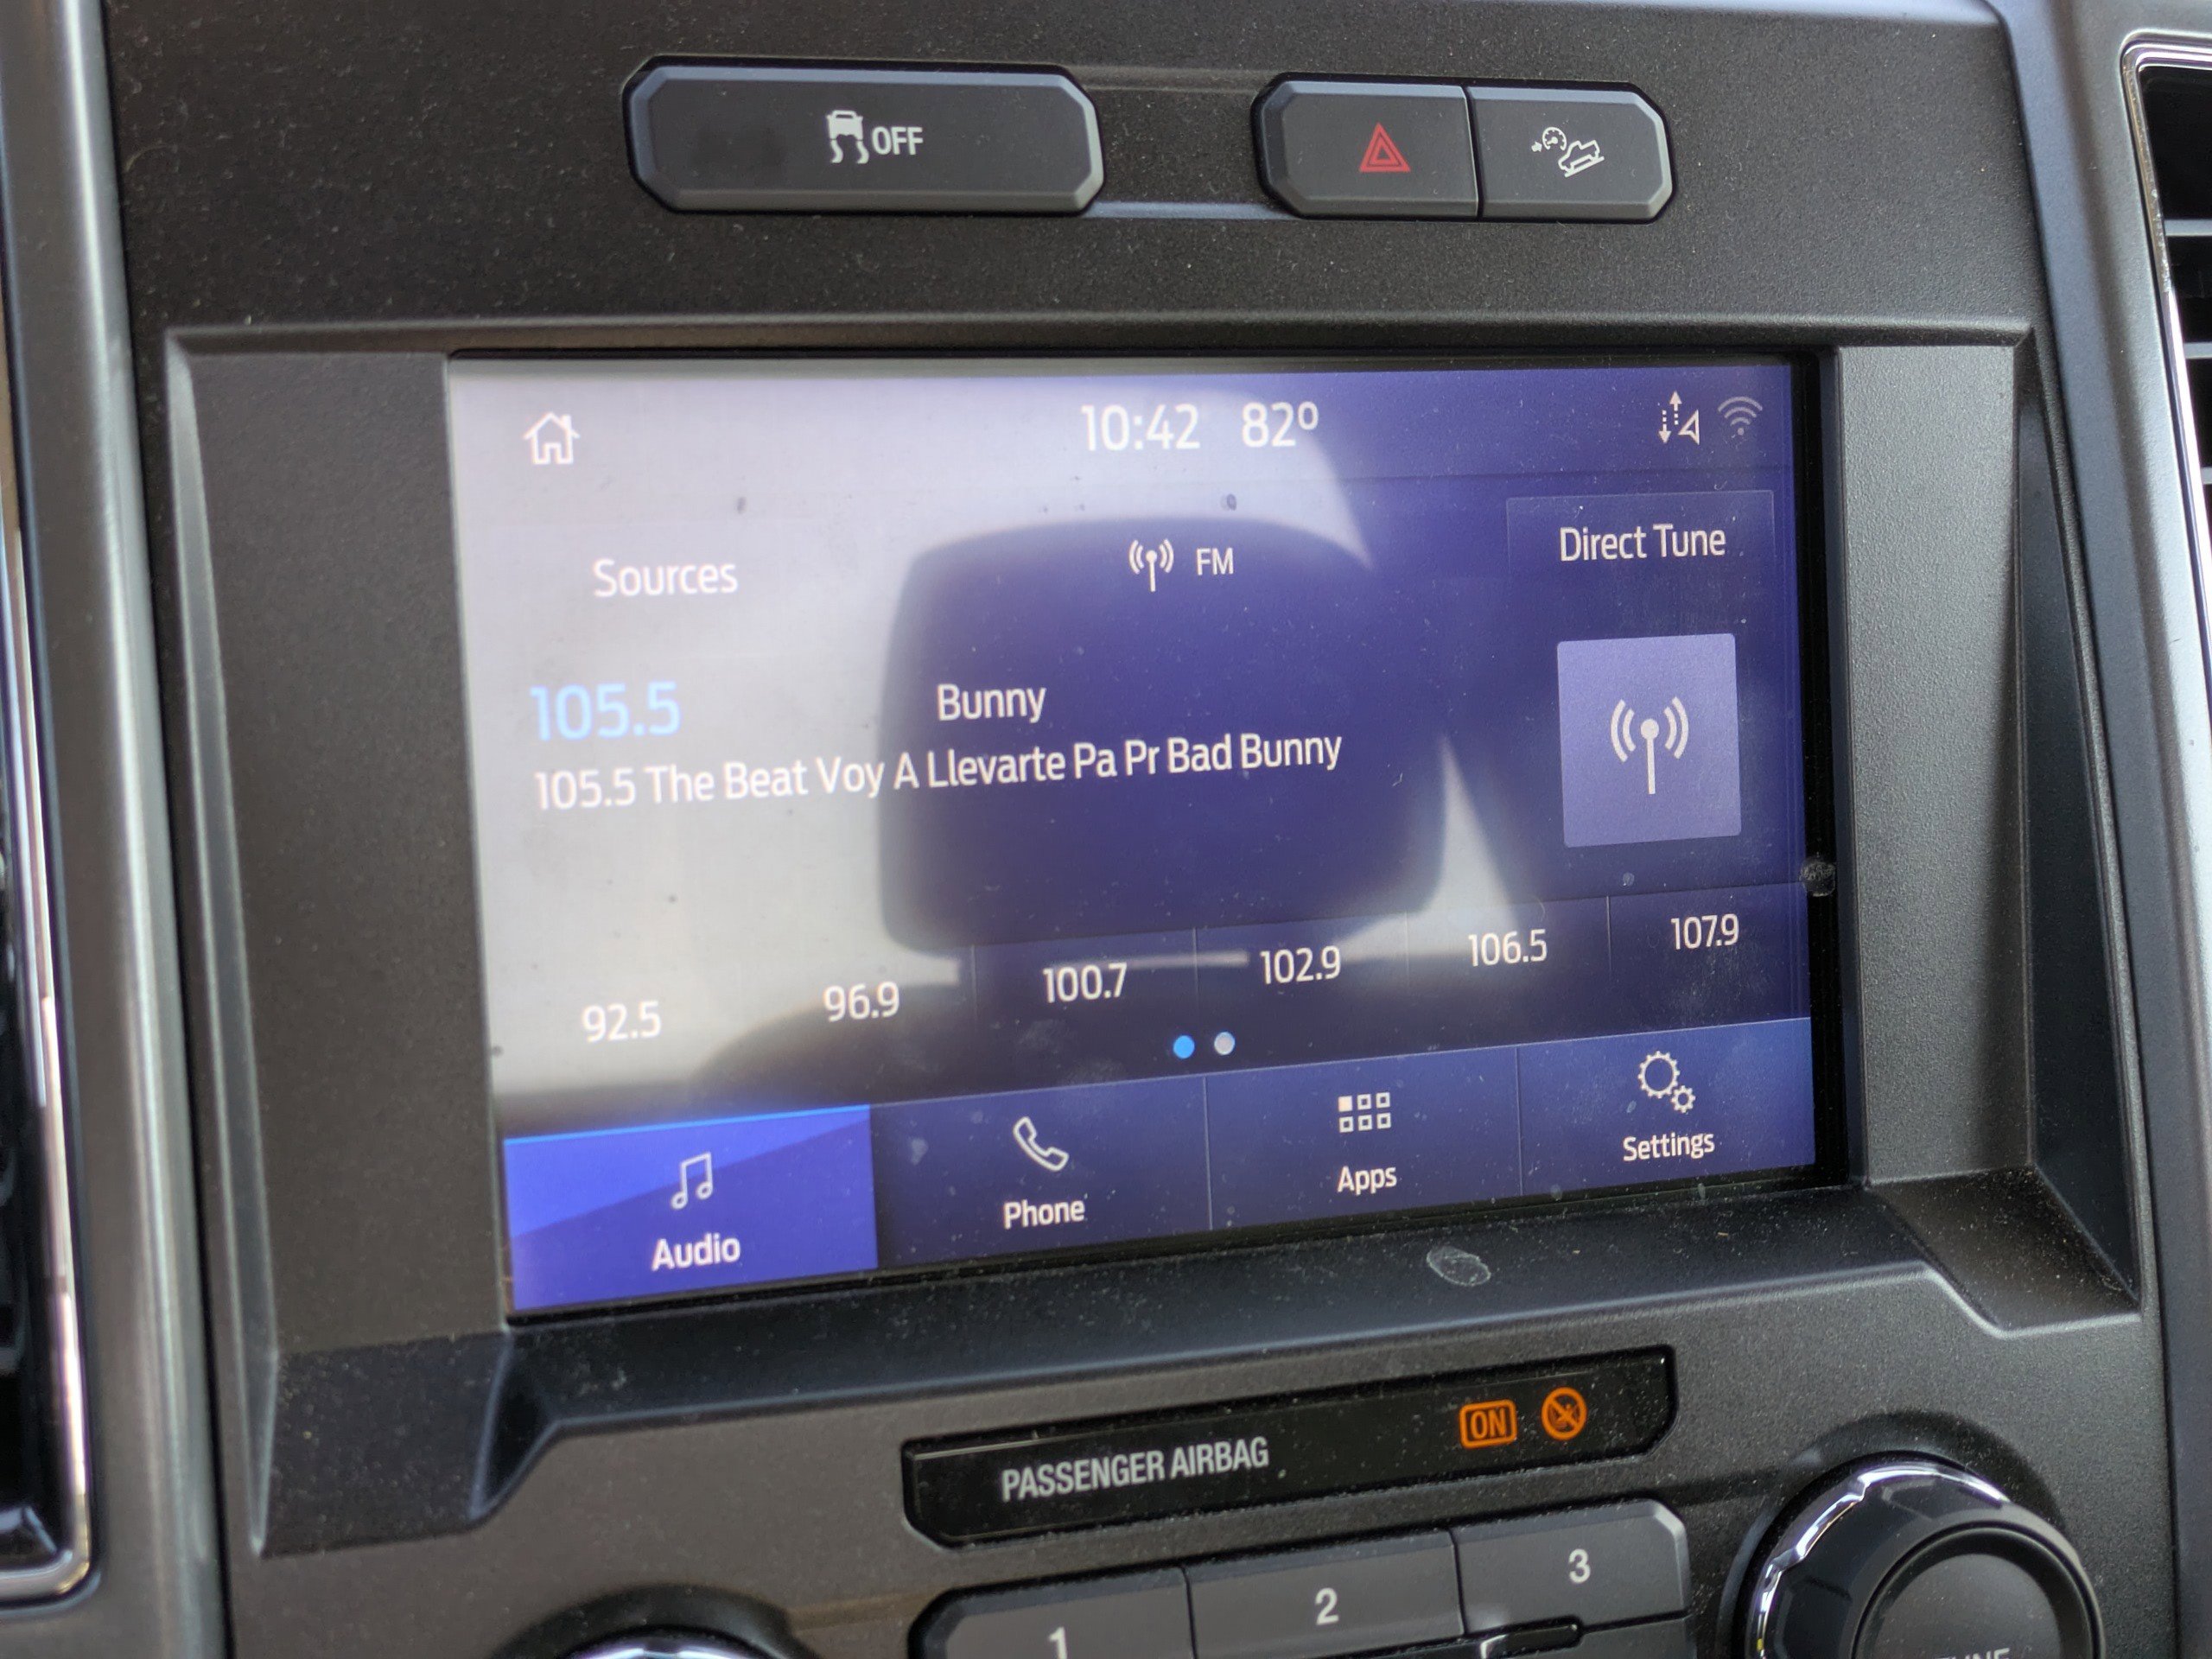 OFF
10:42 82º
Sources
FM
Direct Tune
105.5
Bunny
105.5 The Beat Voy A Llevarte Pa Pr Bad Bunny
92.5
96.9
100.7
102.9
106.5
107.9
Audio
Phone
Apps
Settings
PASSENGER AIRBAG
ON
1
2
3